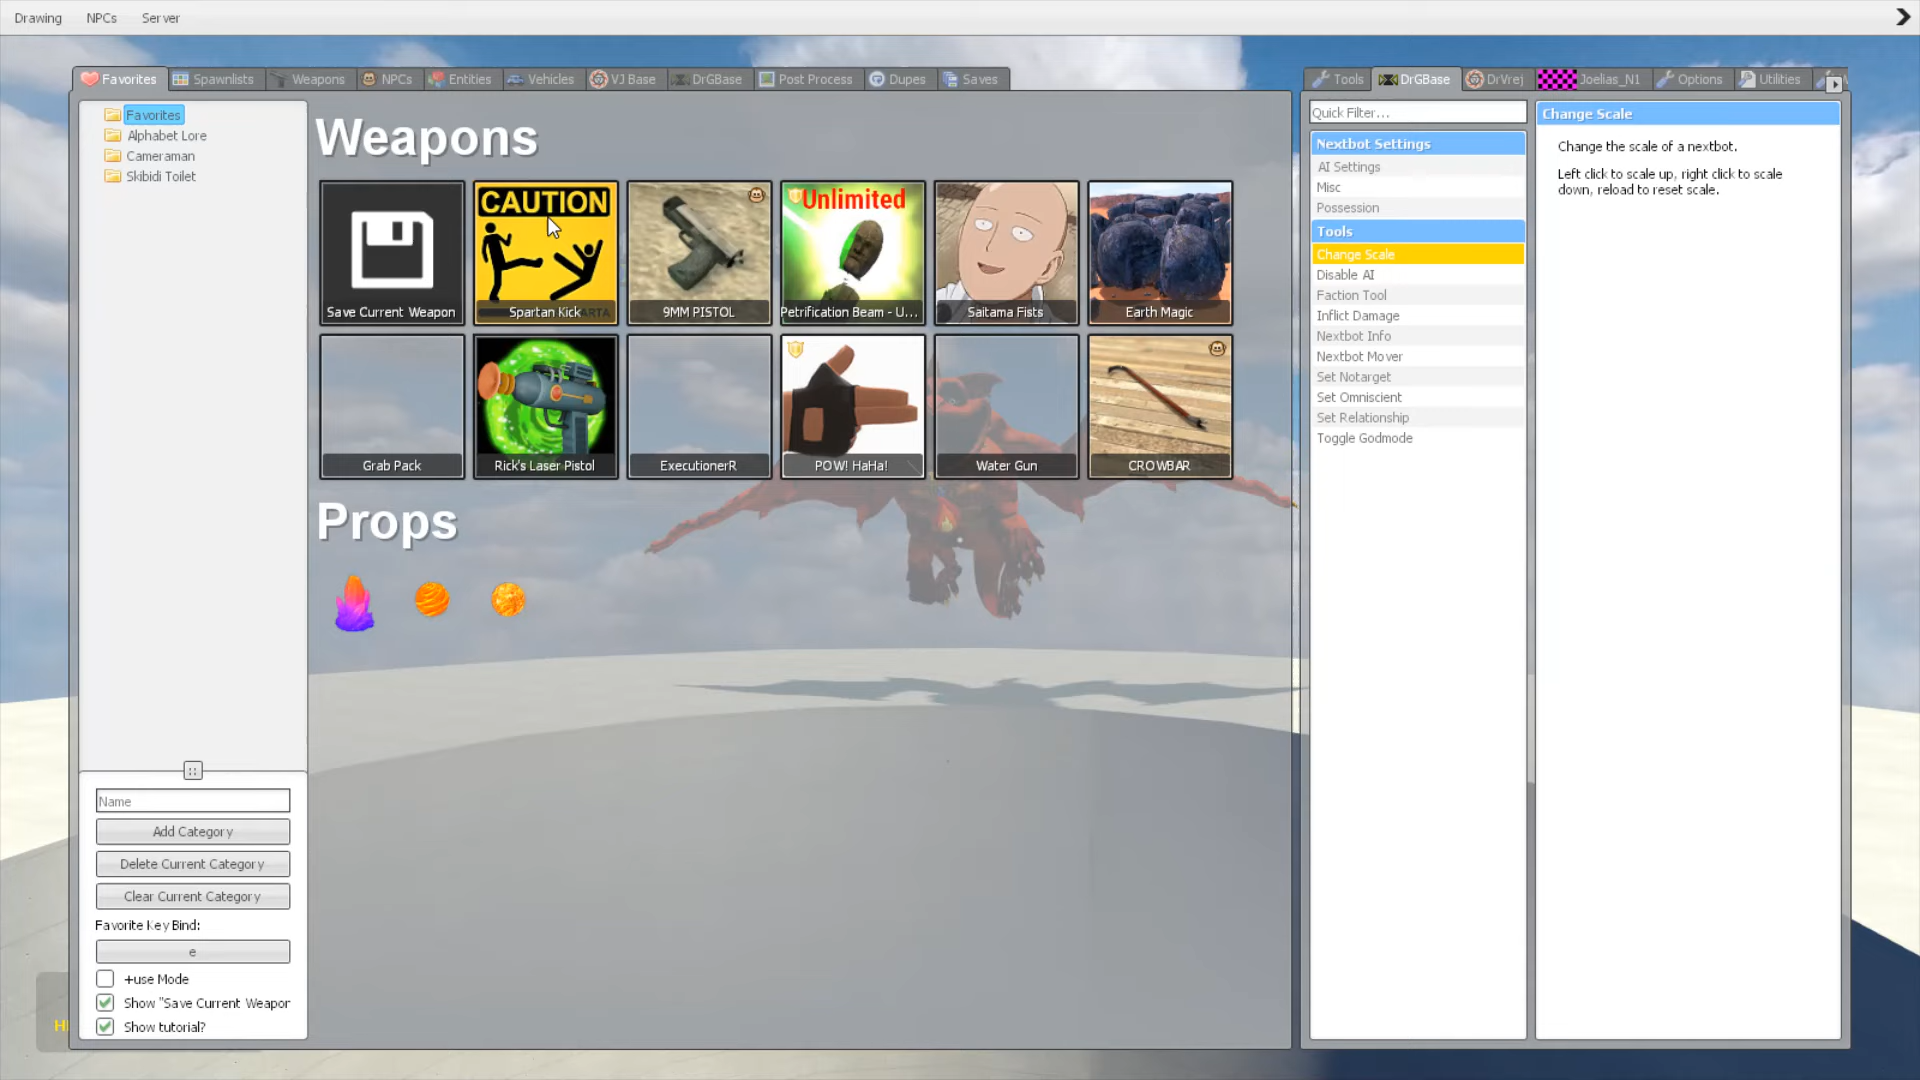 Drawing NPCs Server
Favorites Spawnlists Weapons NPCs Entities Vehicles VJ Base DrGBase Post Process Dupes Saves
Favorites
Alphabet Lore
Cameraman
Skibidi Toilet
Name
Add Category
Delete Current Category
Clear Current Category
Favorite Key Bind:
e
+use Mode
Show "Save Current Weapor
Show tutorial?
Weapons
CAUTION
Unlimited
Save Current Weapon Spartan Kick 9MM PISTOL Petrification Beam - U... Saitama Fists Earth Magic
Grab Pack Rick's Laser Pistol ExecutionerR POW! HaHa! Water Gun CROWBAR
Props
Tools DrGBase DrVrej Joelias_N1 Options Utilities
Quick Filter...
Nextbot Settings
AI Settings
Misc
Possession
Tools
Change Scale
Disable AI
Faction Tool
Inflict Damage
Nextbot Info
Nextbot Mover
Set Notarget
Set Omniscient
Set Relationship
Toggle Godmode
Change Scale
Change the scale of a nextbot.
Left click to scale up, right click to scale
down, reload to reset scale.